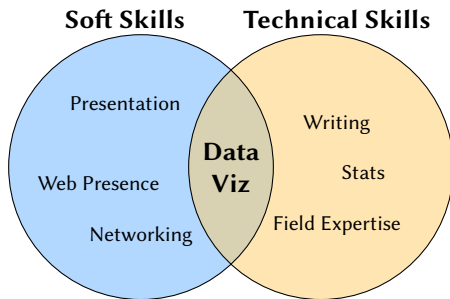 Soft Skills
Technical Skills
Presentation
Web Presence
Networking
Data
Viz
Writing
Stats
Field Expertise